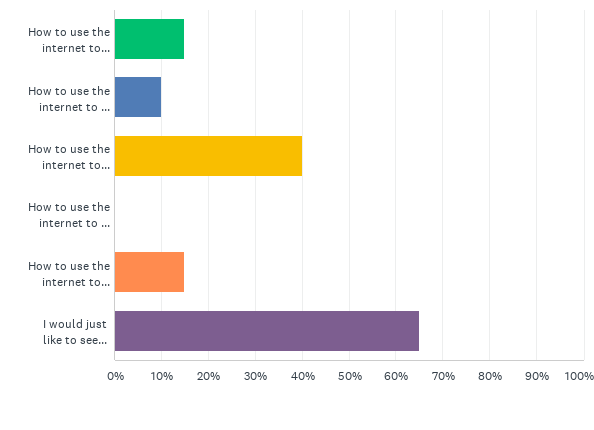 How to use the
internet to...
How to use the
internet to ...
How to use the
internet to...
How to use the
internet to ...
How to use the
internet to...
I would just
like to see...
0% 10% 20% 30% 40% 50% 60% 70% 80% 90% 100%